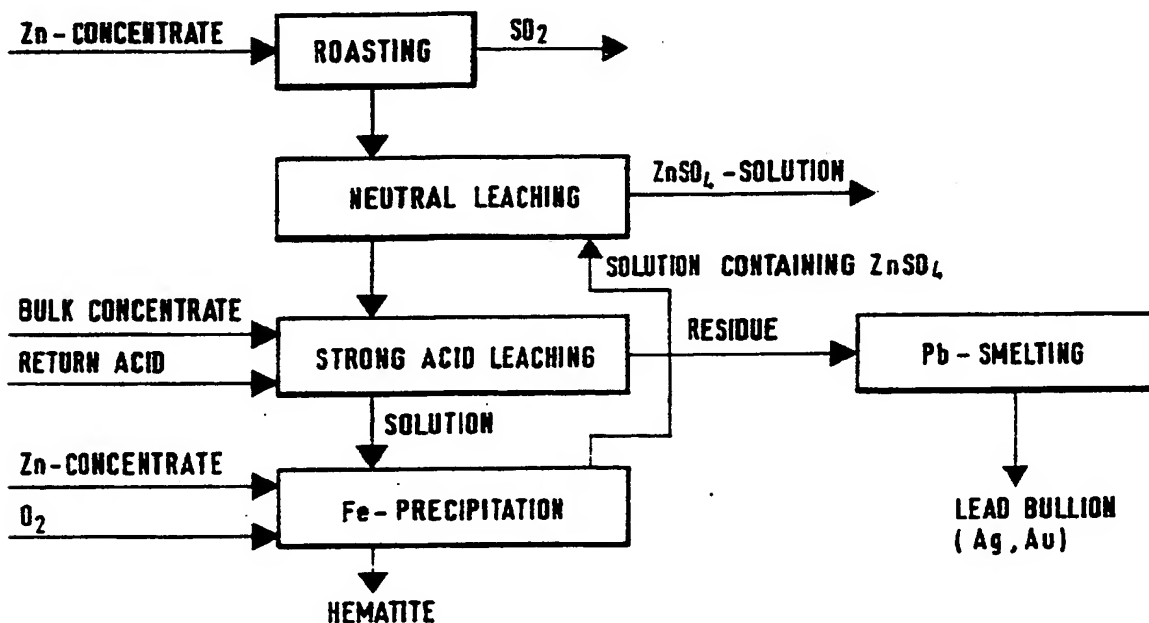 Zn-CONCENTRATE
ROASTING
SO₂
NEUTRAL LEACHING
ZnSO₄-SOLUTION
SOLUTION CONTAINING ZnSO₄
BULK CONCENTRATE
RETURN ACID
STRONG ACID LEACHING
RESIDUE
Pb-SMELTING
SOLUTION
Zn-CONCENTRATE
O₂
Fe-PRECIPITATION
LEAD BULLION
(Ag,Au)
HEMATITE